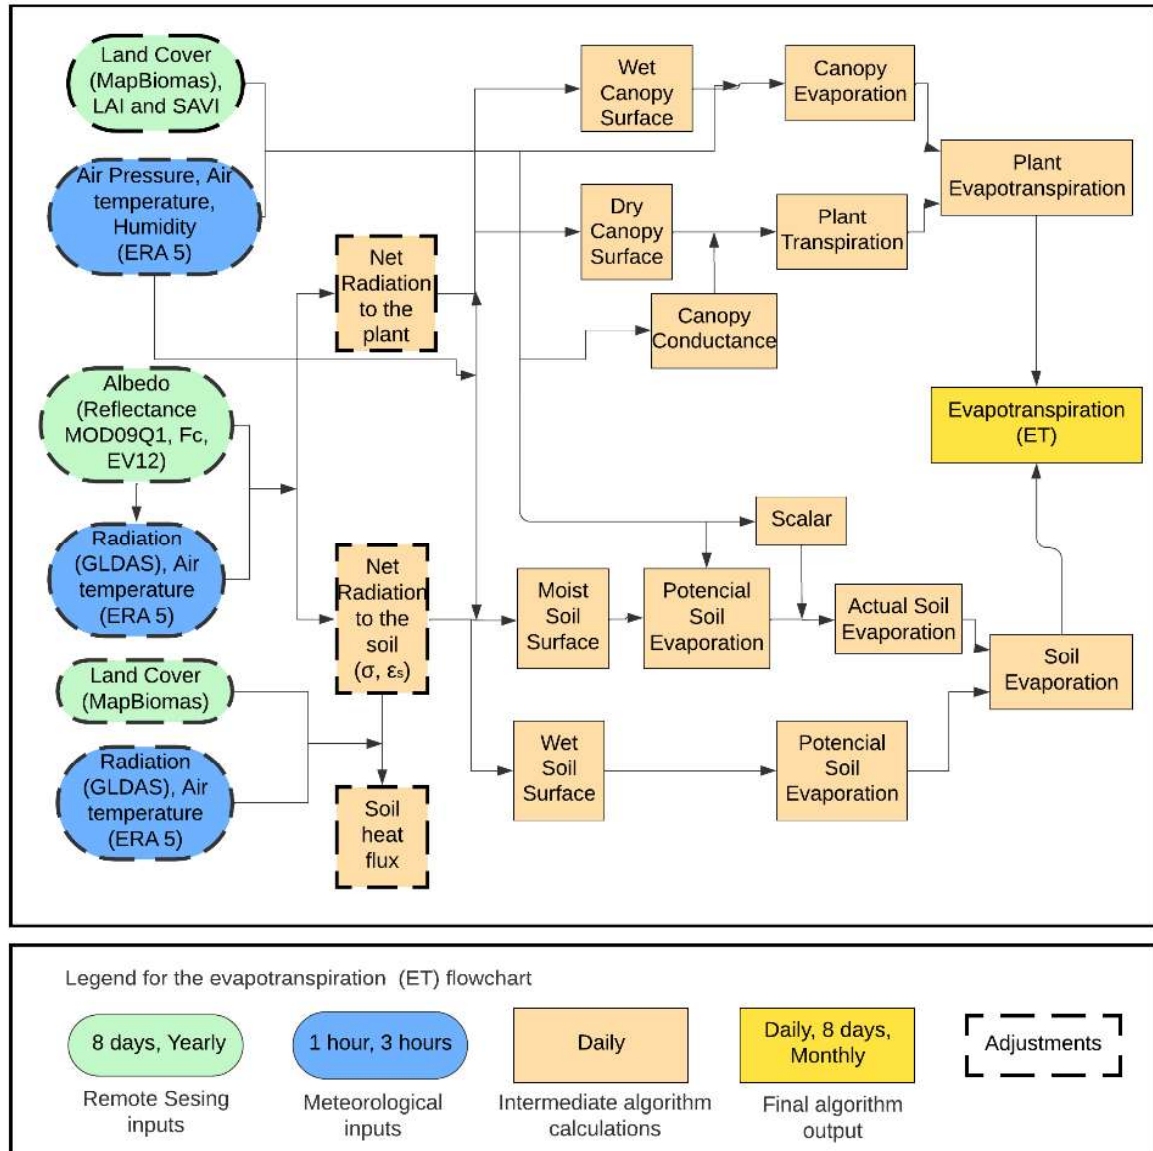 Land Cover
(MapBiomas),
LAI and SAVI
Air Pressure, Air
temperature,
Humidity
(ERA 5)
Albedo
(Reflectance
MOD09Q1, Fc,
EV12)
Radiation
(GLDAS), Air
temperature
(ERA 5)
Land Cover
(MapBiomas)
Radiation
(GLDAS), Air
temperature
(ERA 5)
Net
Radiation
to the
plant
Net
Radiation
to the
soil
(σ, εs)
Soil
heat
flux
Wet
Canopy
Surface
Dry
Canopy
Surface
Canopy
Conductance
Canopy
Evaporation
Plant
Transpiration
Plant
Evapotranspiration
Evapotranspiration
(ET)
Scalar
Moist
Soil
Surface
Potencial
Soil
Evaporation
Actual Soil
Evaporation
Soil
Evaporation
Wet
Soil
Surface
Potencial
Soil
Evaporation
Legend for the evapotranspiration (ET) flowchart
8 days, Yearly
Remote Sesing
inputs
1 hour, 3 hours
Meteorological
inputs
Daily
Intermediate algorithm
calculations
Daily, 8 days,
Monthly
Final algorithm
output
Adjustments